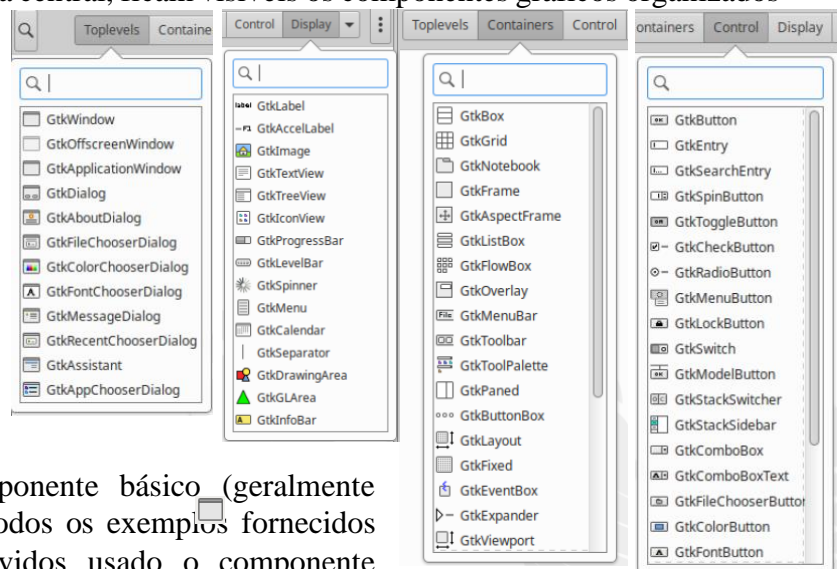 a central, ficam visíveis os componentes gráficos organizados
Toplevels Containe
GtkWindow
GtkOffscreenWindow
GtkApplicationWindow
GtkDialog
GtkAboutDialog
GtkFileChooserDialog
GtkColorChooserDialog
GtkFontChooserDialog
GtkMessageDialog
GtkRecentChooserDialog
GtkAssistant
GtkAppChooserDialog
Control Display
GtkLabel
GtkAccelLabel
GtkImage
GtkTextView
GtkTreeView
GtkIconView
GtkProgressBar
GtkLevelBar
GtkSpinner
GtkMenu
GtkCalendar
GtkSeparator
GtkDrawingArea
GtkGLArea
GtkInfoBar
Toplevels Containers Control
GtkBox
GtkGrid
GtkNotebook
GtkFrame
GtkAspectFrame
GtkListBox
GtkFlowBox
GtkOverlay
GtkMenuBar
GtkToolbar
GtkToolPalette
GtkPaned
GtkButtonBox
GtkLayout
GtkFixed
GtkEventBox
GtkExpander
GtkViewport
ontainers Control Display
GtkButton
GtkEntry
GtkSearchEntry
GtkSpinButton
GtkToggleButton
GtkCheckButton
GtkRadioButton
GtkMenuButton
GtkLockButton
GtkSwitch
GtkModelButton
GtkStackSwitcher
GtkStackSidebar
GtkComboBox
GtkComboBoxText
GtkFileChooserButto
GtkColorButton
GtkFontButton
ponente básico (geralmente
odos os exemplos fornecidos
vidos usado o componente